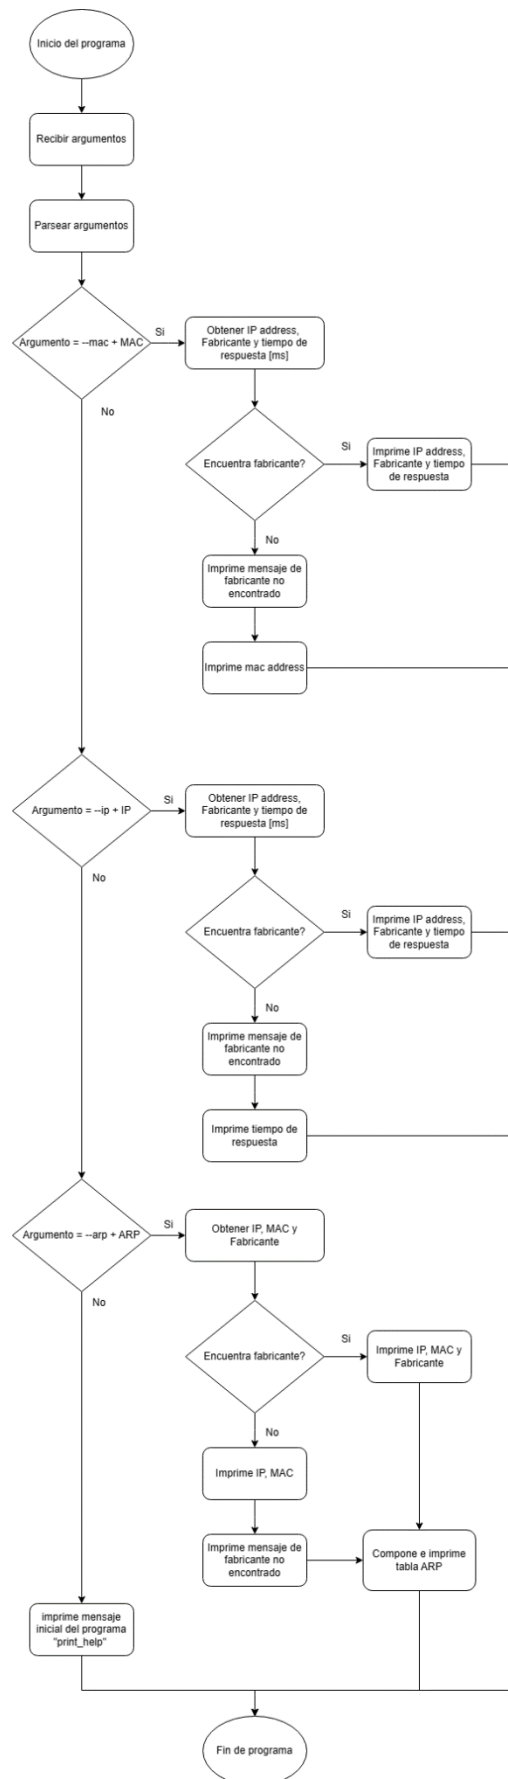 Inicio del programa
Recibir argumentos
Parsear argumentos
Argumento = --mac + MAC
Si
Obtener IP address,
Fabricante y tiempo de
respuesta [ms]
No
Encuentra fabricante?
Si
Imprime IP address,
Fabricante y tiempo
de respuesta
No
Imprime mensaje de
fabricante no
encontrado
Imprime mac address
Argumento = --ip + IP
Si
Obtener IP address,
Fabricante y tiempo de
respuesta [ms]
No
Encuentra fabricante?
Si
Imprime IP address,
Fabricante y tiempo
de respuesta
No
Imprime mensaje de
fabricante no
encontrado
Imprime tiempo de
respuesta
Argumento = --arp + ARP
Si
Obtener IP, MAC y
Fabricante
No
Encuentra fabricante?
Si
Imprime IP, MAC y
Fabricante
No
Imprime IP, MAC
Imprime mensaje de
fabricante no
encontrado
Compone e imprime
tabla ARP
imprime mensaje
inicial del programa
"print_help"
Fin de programa